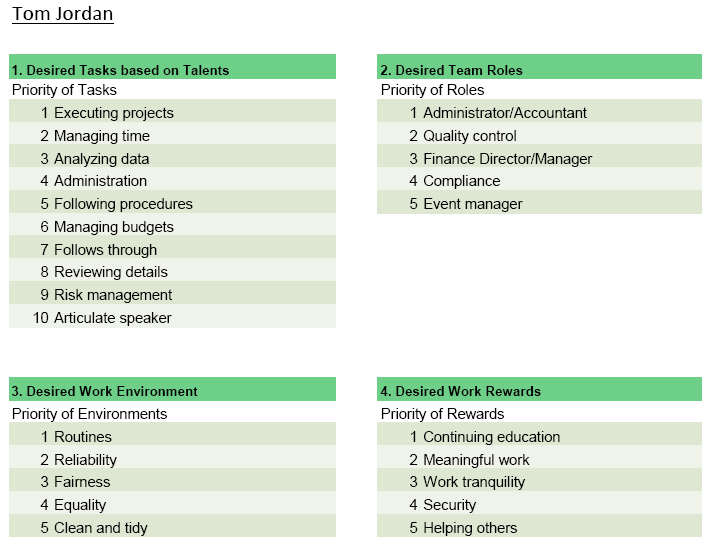 Tom Jordan
1. Desired Tasks based on Talents
Priority of Tasks
1 Executing projects
2 Managing time
3 Analyzing data
4 Administration
5 Following procedures
6 Managing budgets
7 Follows through
8 Reviewing details
9 Risk management
10 Articulate speaker
2. Desired Team Roles
Priority of Roles
1 Administrator/Accountant
2 Quality control
3 Finance Director/Manager
4 Compliance
5 Event manager
3. Desired Work Environment
Priority of Environments
1 Routines
2 Reliability
3 Fairness
4 Equality
5 Clean and tidy
4. Desired Work Rewards
Priority of Rewards
1 Continuing education
2 Meaningful work
3 Work tranquility
4 Security
5 Helping others